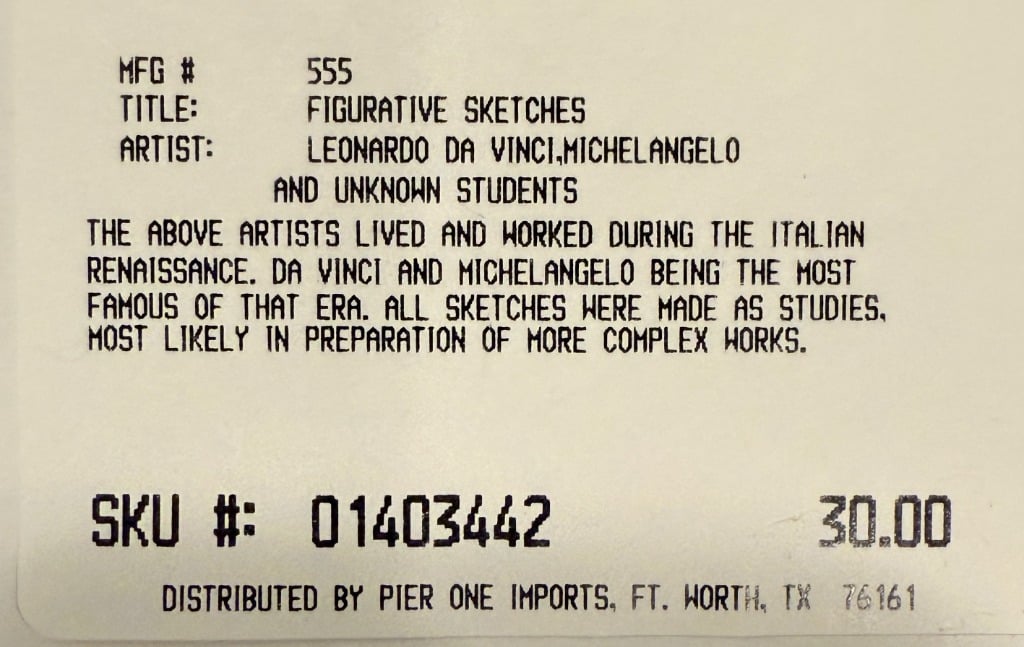 MFG # 555
TITLE: FIGURATIVE SKETCHES
ARTIST: LEONARDO DA VINCI,MICHELANGELO
AND UNKNOWN STUDENTS
THE ABOVE ARTISTS LIVED AND WORKED DURING THE ITALIAN
RENAISSANCE. DA VINCI AND MICHELANGELO BEING THE MOST
FAMOUS OF THAT ERA. ALL SKETCHES WERE MADE AS STUDIES,
MOST LIKELY IN PREPARATION OF MORE COMPLEX WORKS.
SKU #: 01403442 30.00
DISTRIBUTED BY PIER ONE IMPORTS, FT. WORTH, TX 76161